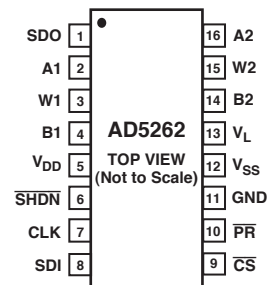 SDO 1
A1 2
W1 3
B1 4
VDD 5
SHDN 6
CLK 7
SDI 8
AD5262
TOP VIEW
(Not to Scale)
16 A2
15 W2
14 B2
13 VL
12 VSS
11 GND
10 PR
9 CS